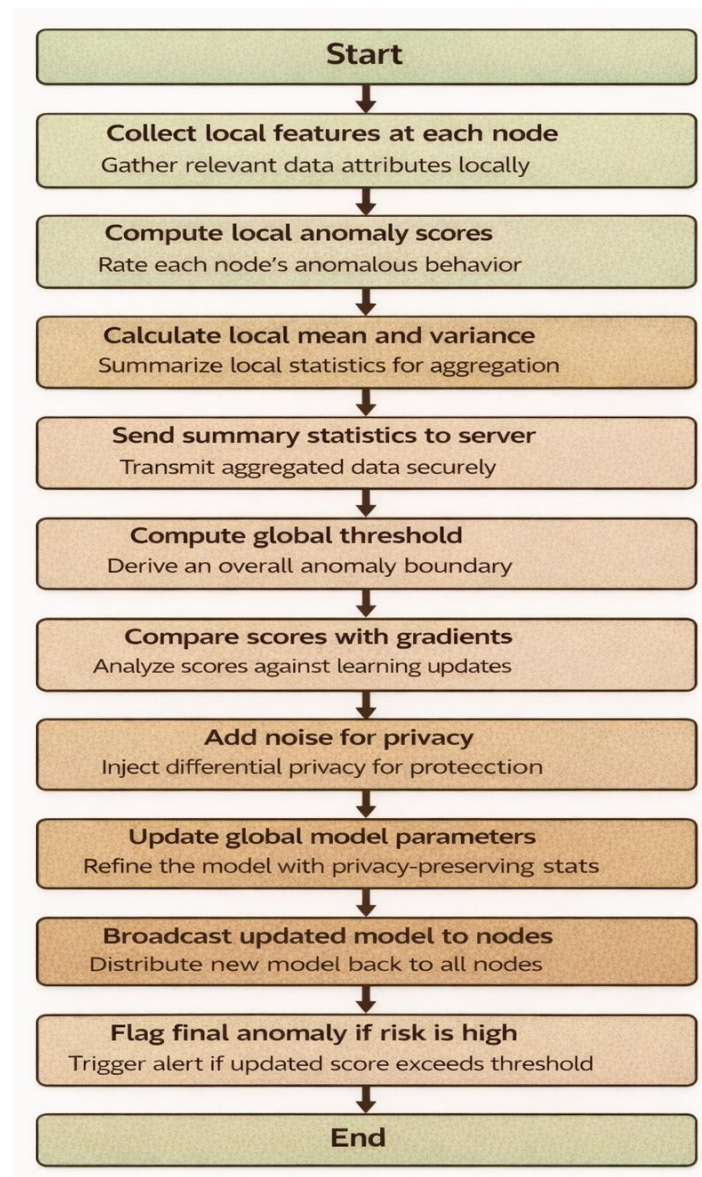 Start
Collect local features at each node
Gather relevant data attributes locally
Compute local anomaly scores
Rate each node's anomalous behavior
Calculate local mean and variance
Summarize local statistics for aggregation
Send summary statistics to server
Transmit aggregated data securely
Compute global threshold
Derive an overall anomaly boundary
Compare scores with gradients
Analyze scores against learning updates
Add noise for privacy
Inject differential privacy for protecction
Update global model parameters
Refine the model with privacy-preserving stats
Broadcast updated model to nodes
Distribute new model back to all nodes
Flag final anomaly if risk is high
Trigger alert if updated score exceeds threshold
End